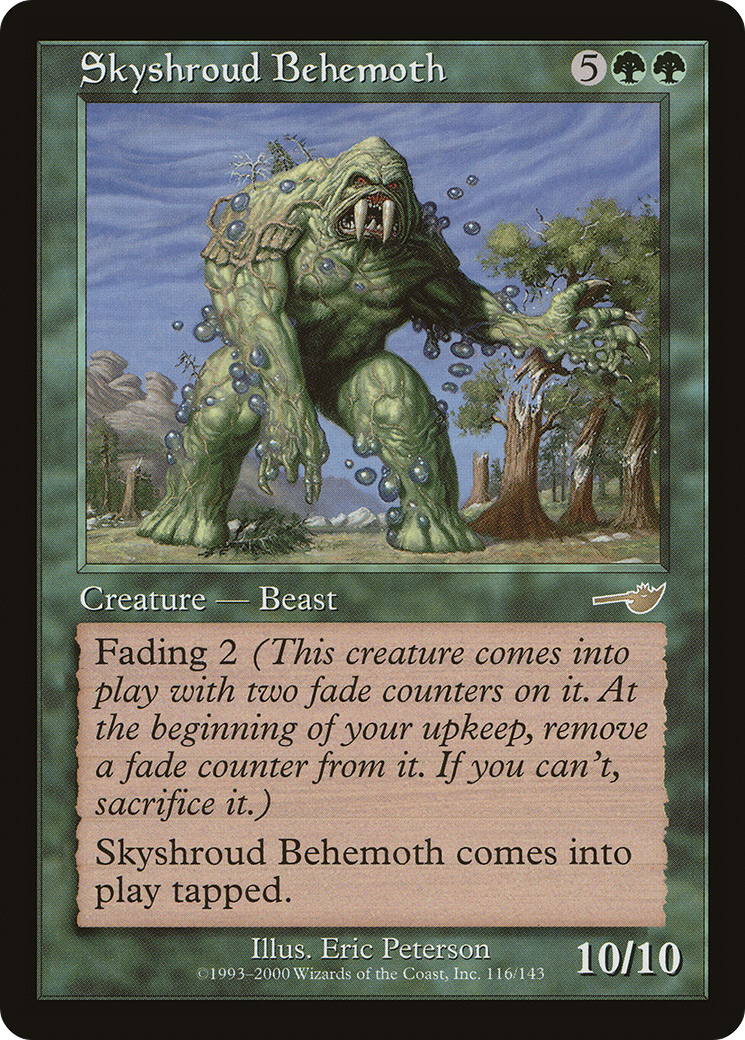 Skyshroud Behemoth 5
Creature — Beast
Fading 2 (This creature comes into
play with two fade counters on it. At
the beginning of your upkeep, remove
a fade counter from it. If you can't,
sacrifice it.)
Skyshroud Behemoth comes into
play tapped.
Illus. Eric Peterson
©1993–2000 Wizards of the Coast, Inc. 116/143
10/10